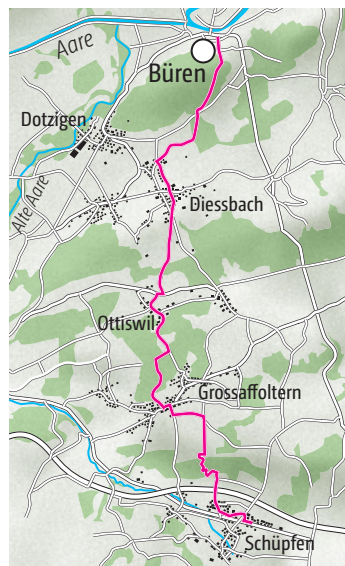 Aare
Büren
Dotzigen
Alte Aare
Diessbach
Ottiswil
Grossaffoltern
Schüpfen